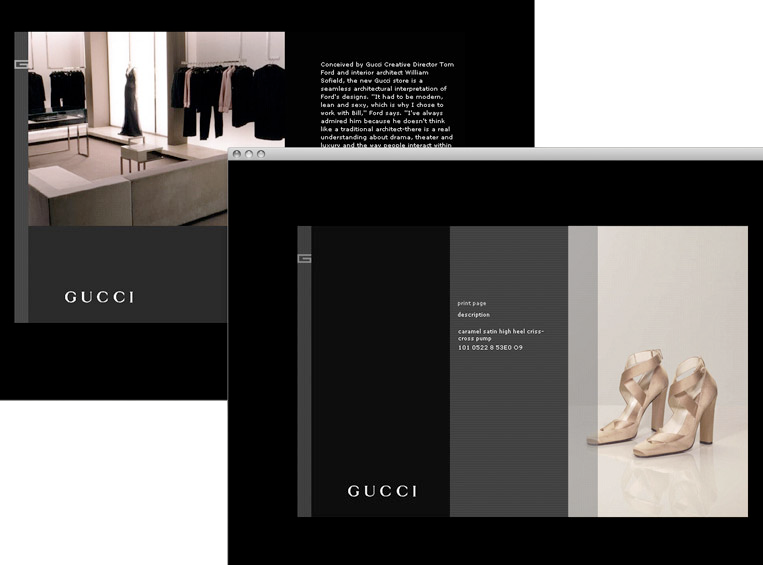 Conceived by Gucci Creative Director Tom
Ford and interior architect William
Sofield, the new Gucci store is a
seamless architectural interpretation of
Ford's designs. "It had to be modern,
lean and sexy, which is why I chose to
work with Bill," Ford says. "I've always
admired him because he doesn't think
like a traditional architect-there is a real
understanding about drama, theater and
luxury and the way people interact within
GUCCI
print page
description
caramel satin high heel criss-
cross pump
101 0522 8 53E0 09
GUCCI